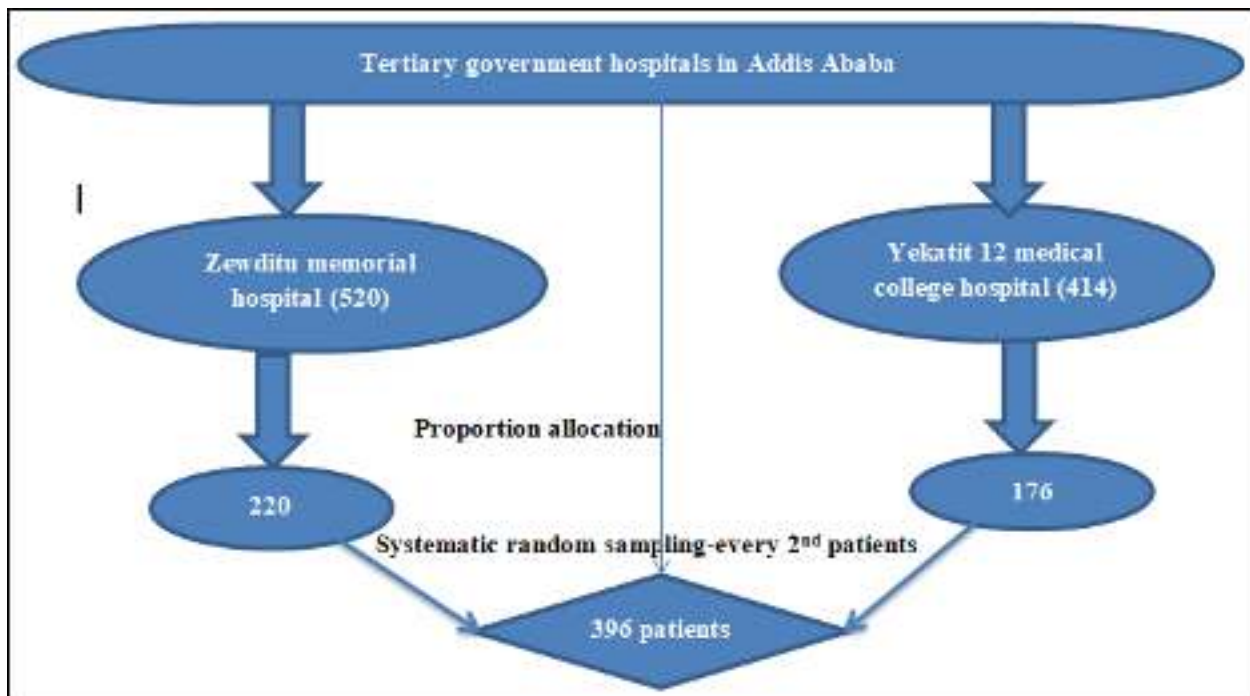 Tertiary government hospitals in Addis Ababa
Zewditu memorial
hospital (520)
Yekatit 12 medical
college hospital (414)
Proportion allocation
220
176
Systematic random sampling-every 2nd patients
396 patients